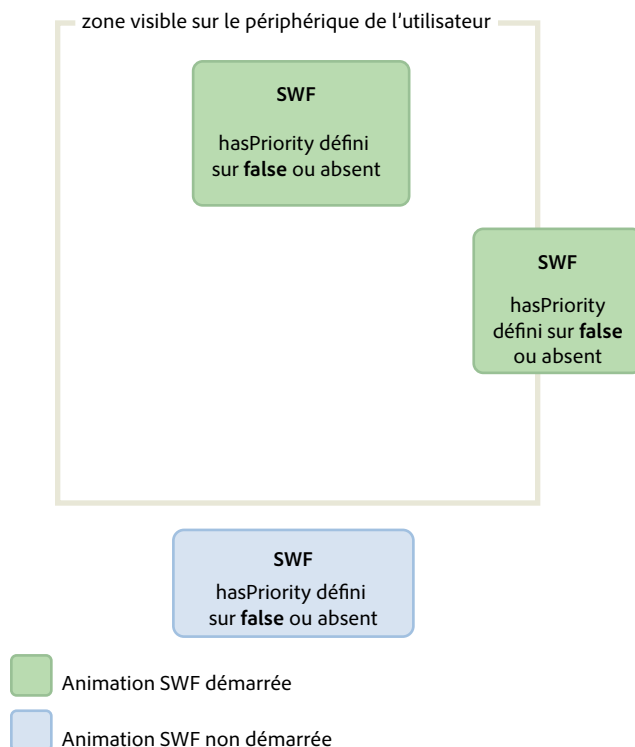 zone visible sur le périphérique de l'utilisateur
SWF
hasPriority défini
sur false ou absent
SWF
hasPriority
défini sur false
ou absent
SWF
hasPriority défini
sur false ou absent
Animation SWF démarrée
Animation SWF non démarrée